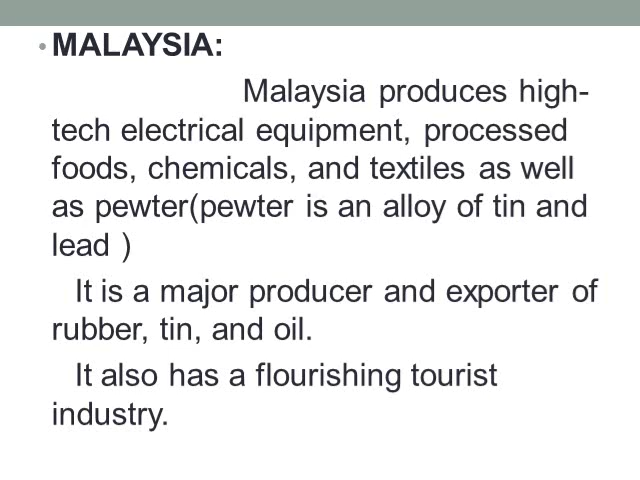 • MALAYSIA:
Malaysia produces high-
tech electrical equipment, processed
foods, chemicals, and textiles as well
as pewter(pewter is an alloy of tin and
lead )
It is a major producer and exporter of
rubber, tin, and oil.
It also has a flourishing tourist
industry.